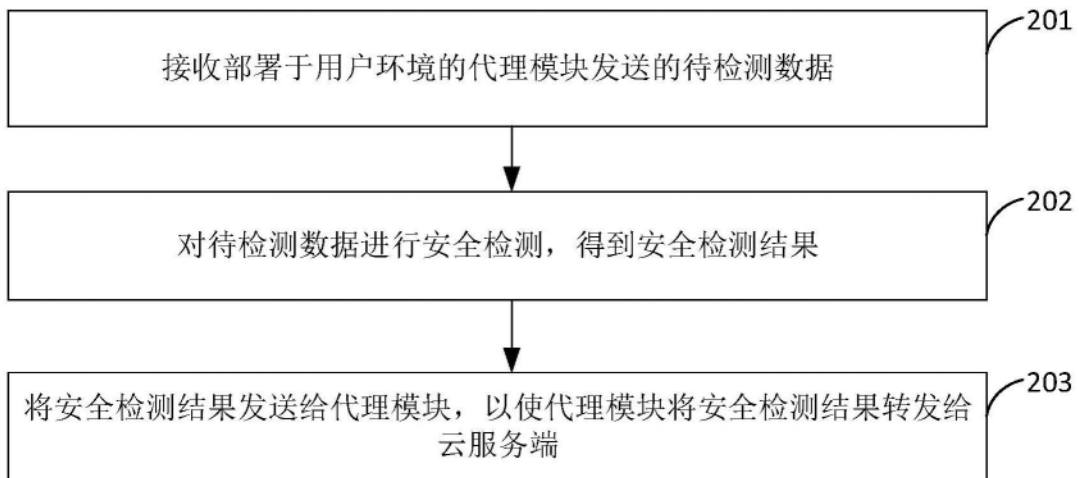 201
接收部署于用户环境的代理模块发送的待检测数据
202
对待检测数据进行安全检测，得到安全检测结果
203
将安全检测结果发送给代理模块，以使代理模块将安全检测结果转发给
云服务端